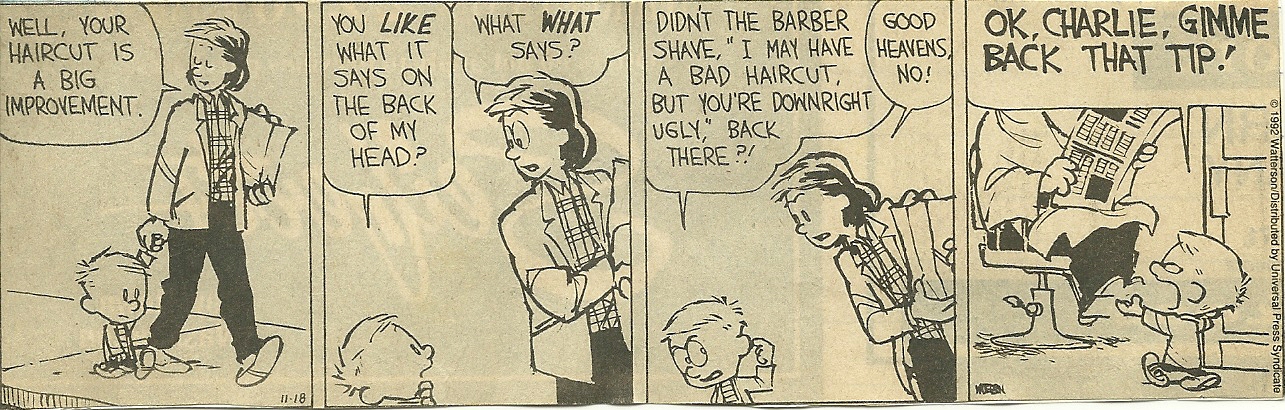 WELL, YOUR
HAIRCUT IS
A BIG
IMPROVEMENT.
11-18
YOU LIKE
WHAT IT
SAYS ON
THE BACK
OF MY
HEAD?
WHAT WHAT
SAYS?
DIDN'T THE BARBER
SHAVE, "I MAY HAVE
A BAD HAIRCUT,
BUT YOU'RE DOWNRIGHT
UGLY," BACK
THERE?!
GOOD
HEAVENS,
NO!
OK, CHARLIE, GIMME
BACK THAT TIP!
WATTERSON
© 1992 Watterson/Distributed by Universal Press Syndicate